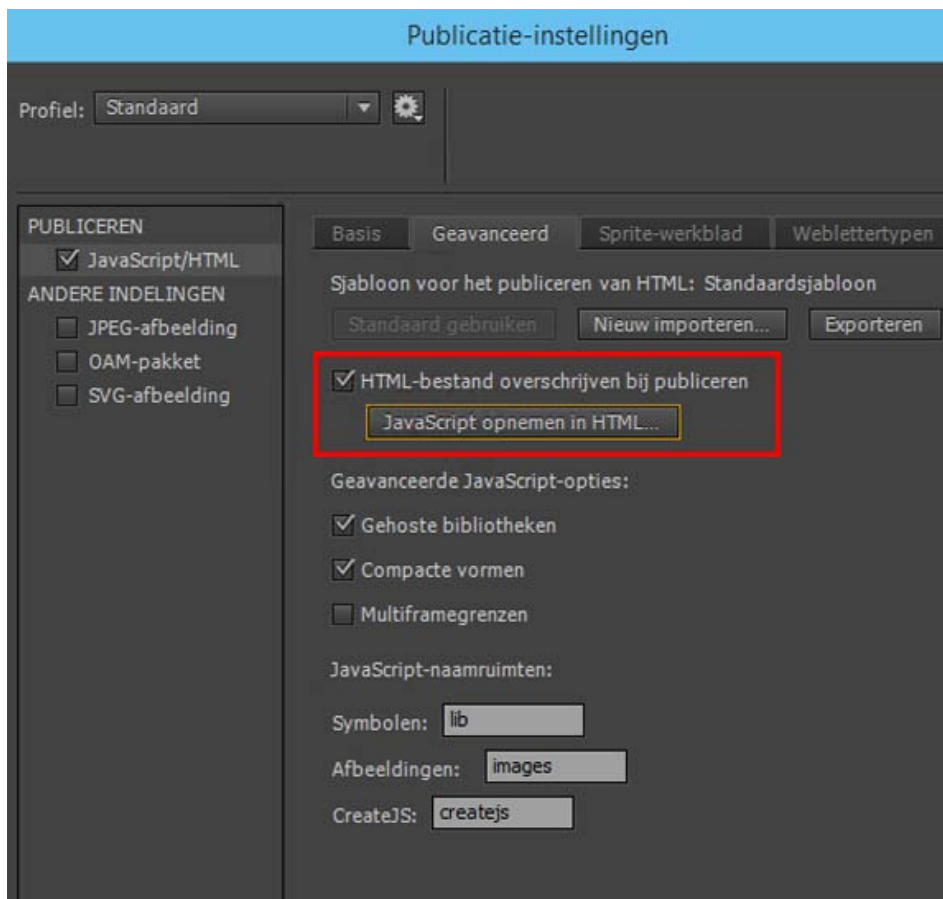 Publicatie-instellingen
Profiel: Standaard
PUBLICEREN
JavaScript/HTML
ANDERE INDELINGEN
JPEG-afbeelding
OAM-pakket
SVG-afbeelding
Basis Geavanceerd Sprite-werkblad Weblettertypen
Sjabloon voor het publiceren van HTML: Standaardsjabloon
Standaard gebruiken Nieuw importeren... Exporteren
HTML-bestand overschrijven bij publiceren
JavaScript opnemen in HTML...
Geavanceerde JavaScript-opties:
Gehoste bibliotheken
Compacte vormen
Multiframegrenzen
JavaScript-naamruimten:
Symbolen: lib
Afbeeldingen: images
CreateJS: createjs